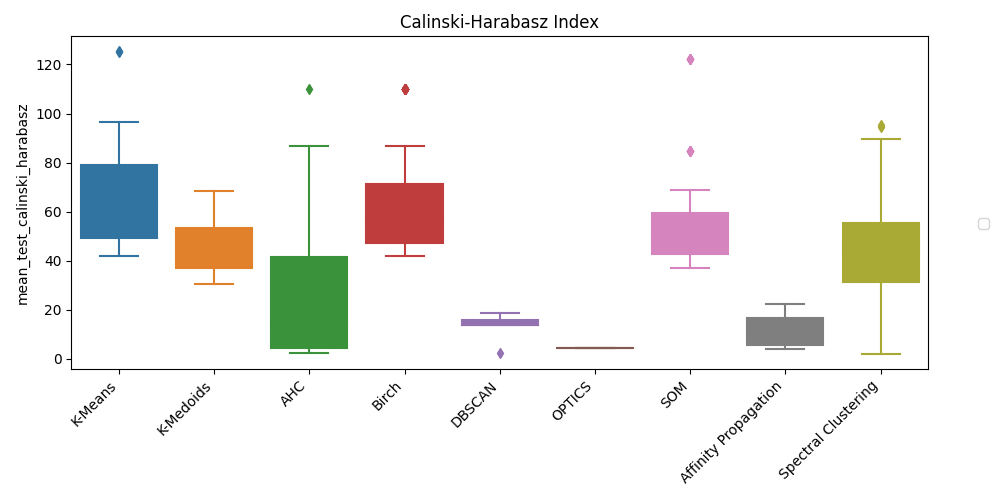 Calinski-Harabasz Index
mean_test_calinski_harabasz
120
100
80
60
40
20
0
K-Means
K-Medoids
AHC
Birch
DBSCAN
OPTICS
SOM
Affinity Propagation
Spectral Clustering